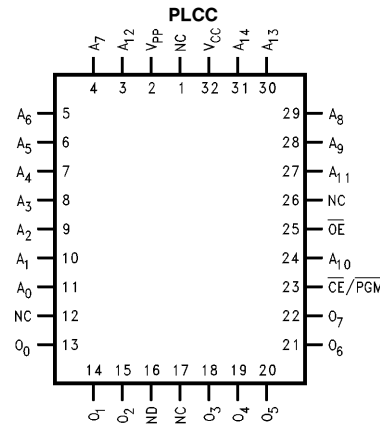 PLCC
A7 A12 VPP NC VCC A14 A13
4 3 2 1 32 31 30
A6 5 29 A8
A5 6 28 A9
A4 7 27 A11
A3 8 26 NC
A2 9 25 OE
A1 10 24 A10
A0 11 23 CE/PGM
NC 12 22 O7
O0 13 21 O6
14 15 16 17 18 19 20
O1 O2 ND NC O3 O4 O5